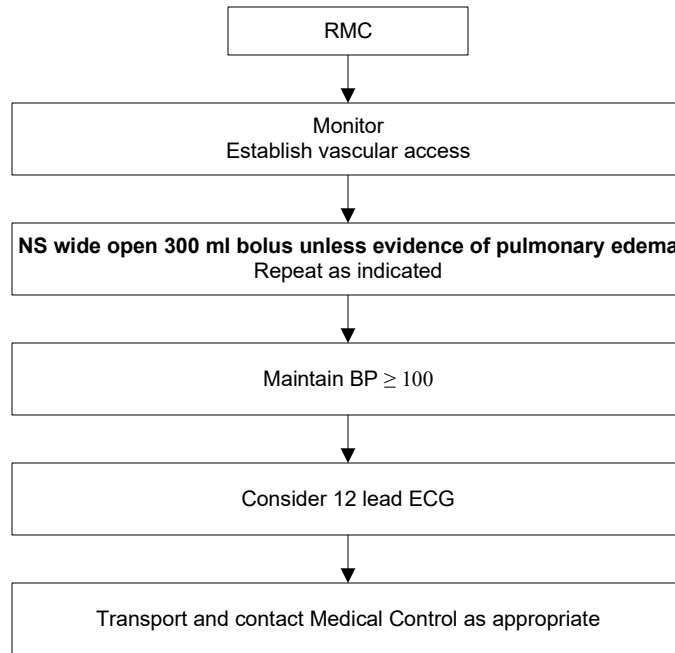 RMC
Monitor
Establish vascular access
NS wide open 300 ml bolus unless evidence of pulmonary edema
Repeat as indicated
Maintain BP ≥ 100
Consider 12 lead ECG
Transport and contact Medical Control as appropriate